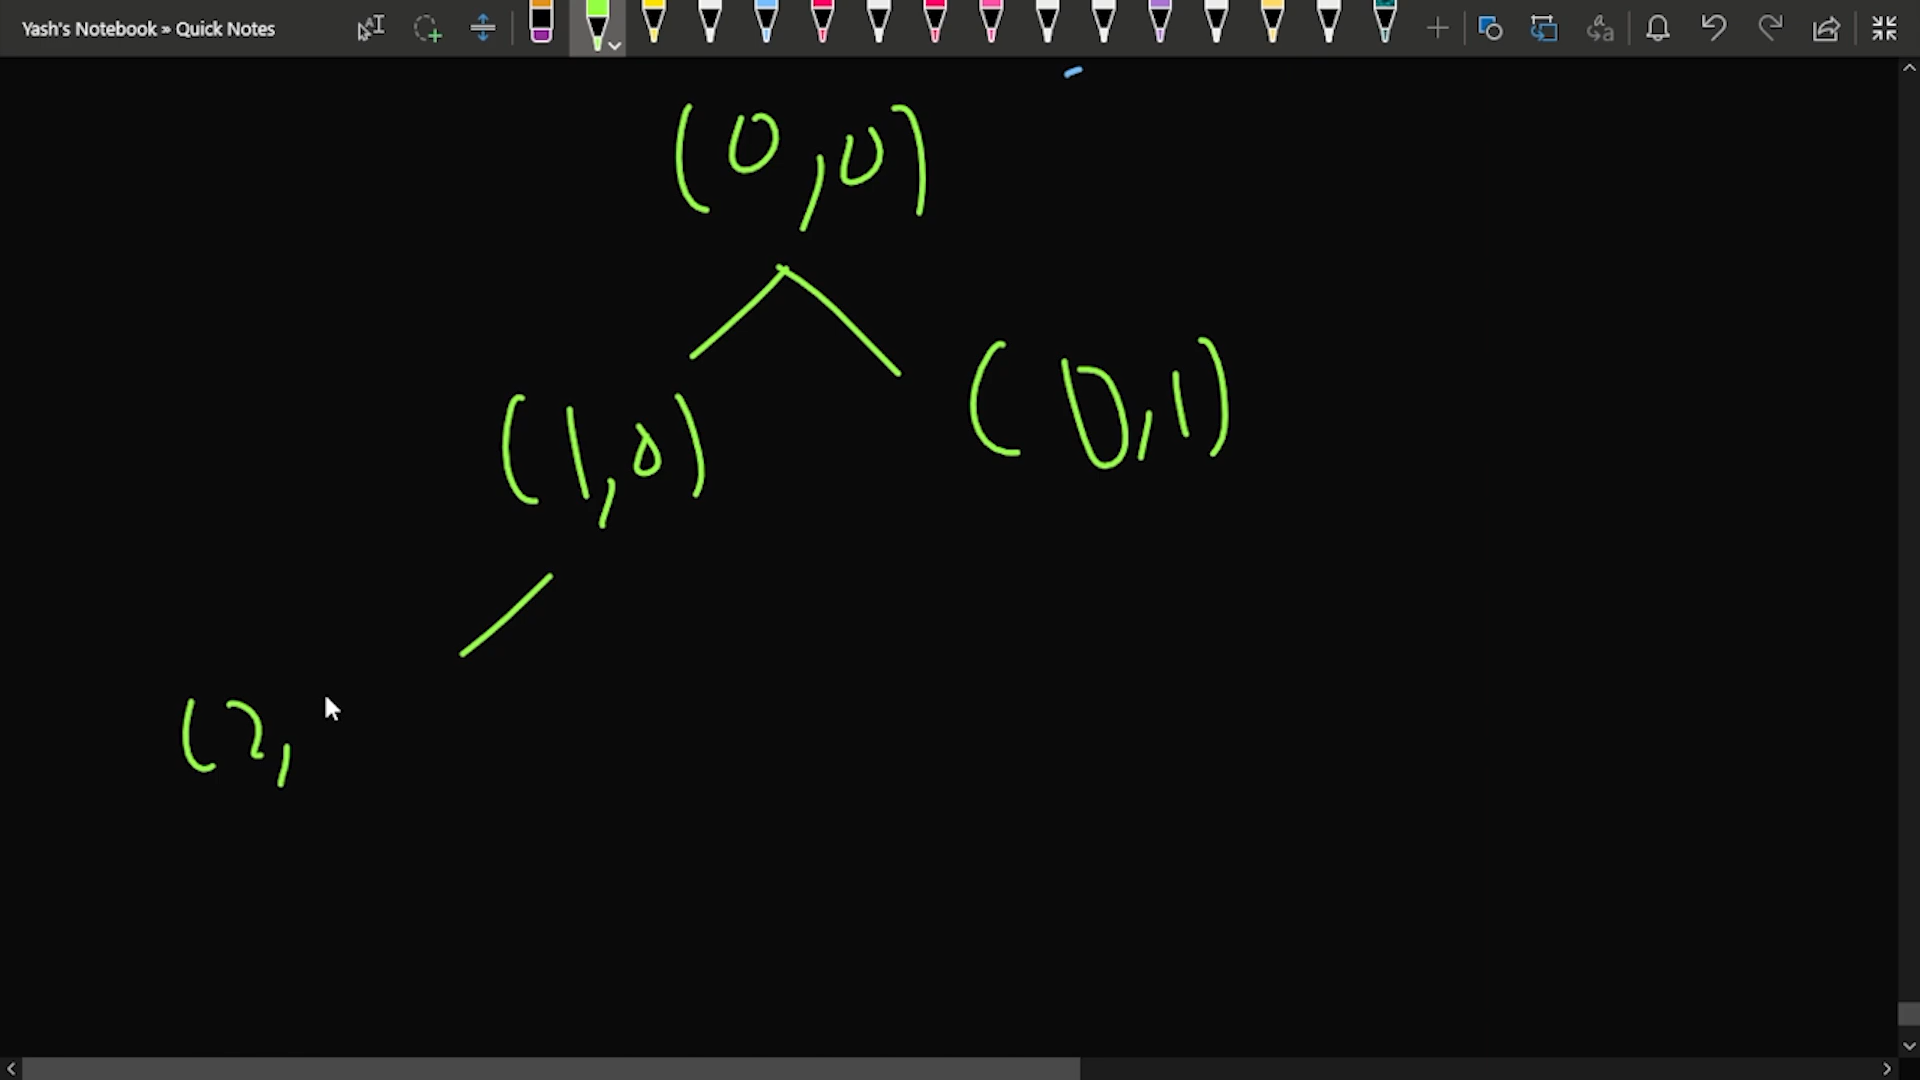 Yash's Notebook » Quick Notes
(0,0)
(1,0)
(0,1)
(2,